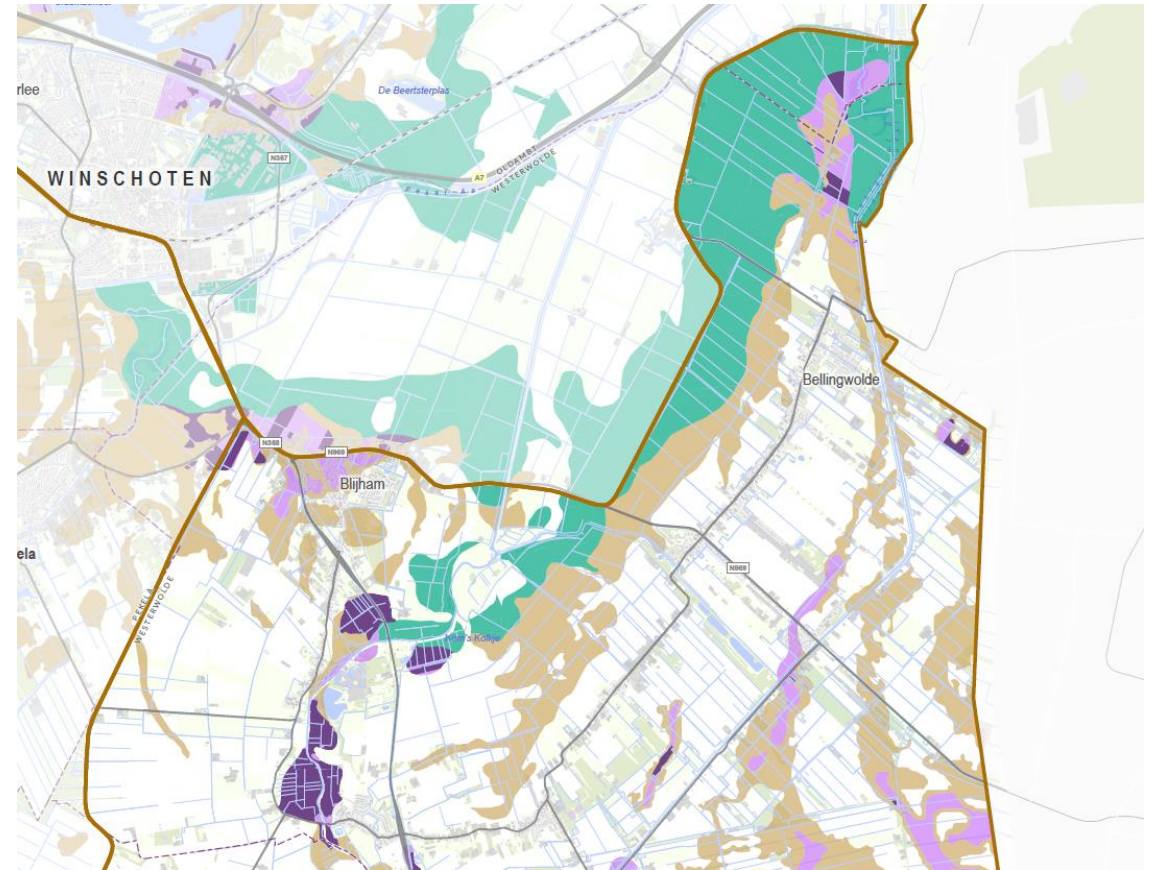 rlee
De Beertsterplas
N367
WINSCHOTEN
A7
OLDAMBT
WESTERWOLDE
Bellingwolde
N368
N969
Blijham
ela
N969
PEKELA
WESTERWOLDE